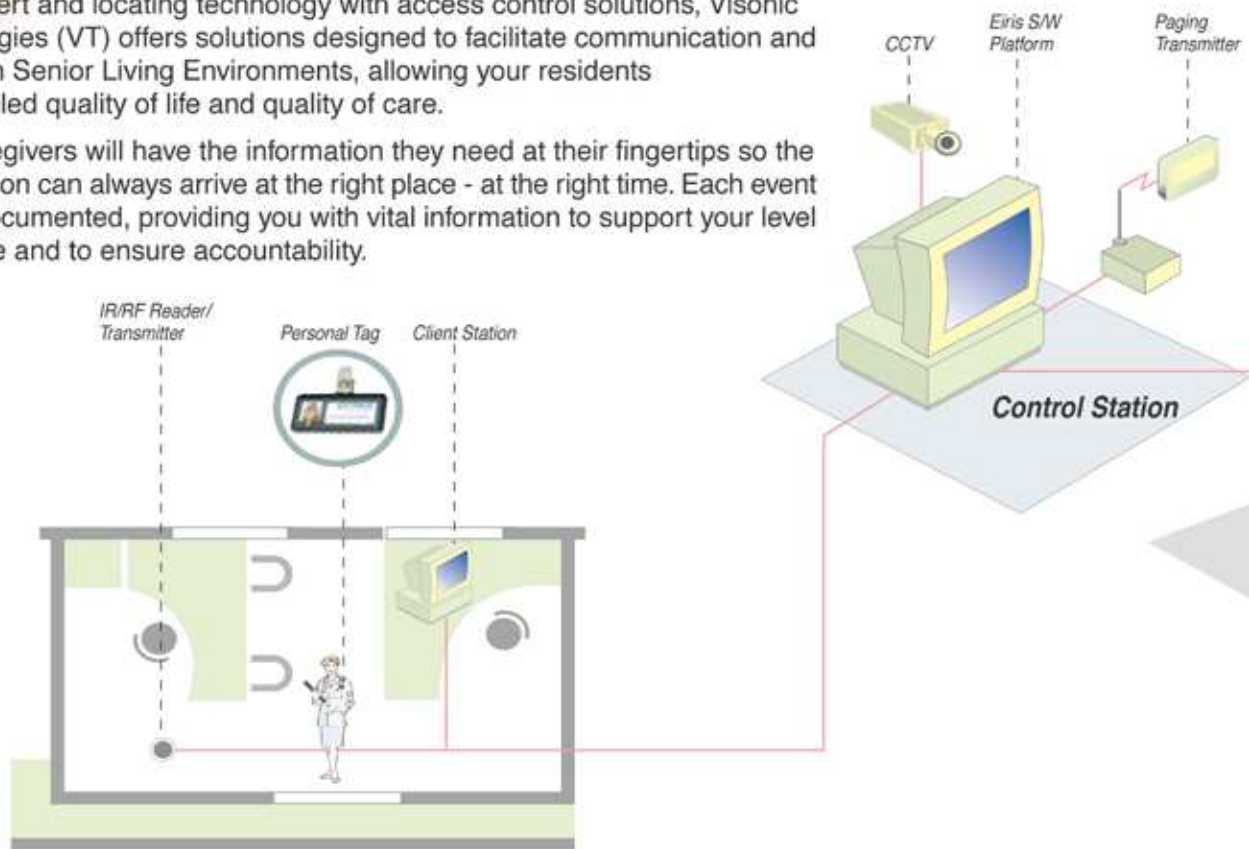 ert and locating technology with access control solutions, Visonic
gies (VT) offers solutions designed to facilitate communication and
Senior Living Environments, allowing your residents
led quality of life and quality of care.
egivers will have the information they need at their fingertips so the
on can always arrive at the right place - at the right time. Each event
ocumented, providing you with vital information to support your level
e and to ensure accountability.
CCTV
Eiris S/W
Platform
Paging
Transmitter
Control Station
IR/RF Reader/
Transmitter
Personal Tag
Client Station